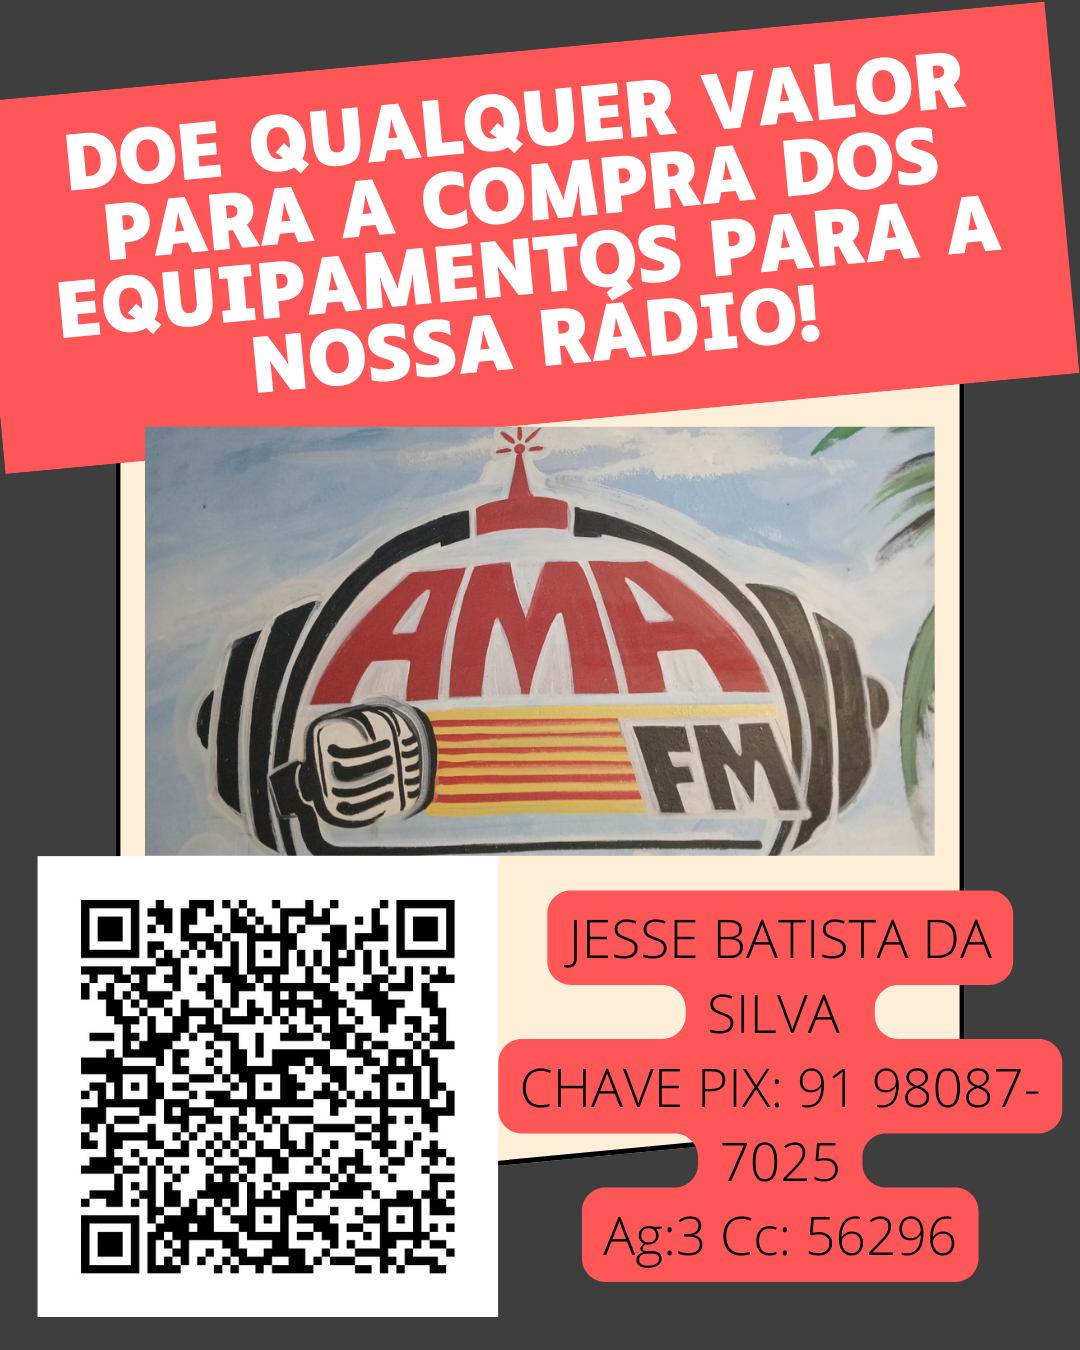 DOE QUALQUER VALOR
PARA A COMPRA DOS
EQUIPAMENTOS PARA A
NOSSA RÁDIO!
AMA
FM
JESSE BATISTA DA
SILVA
CHAVE PIX: 91 98087-
7025
Ag:3 Cc: 56296